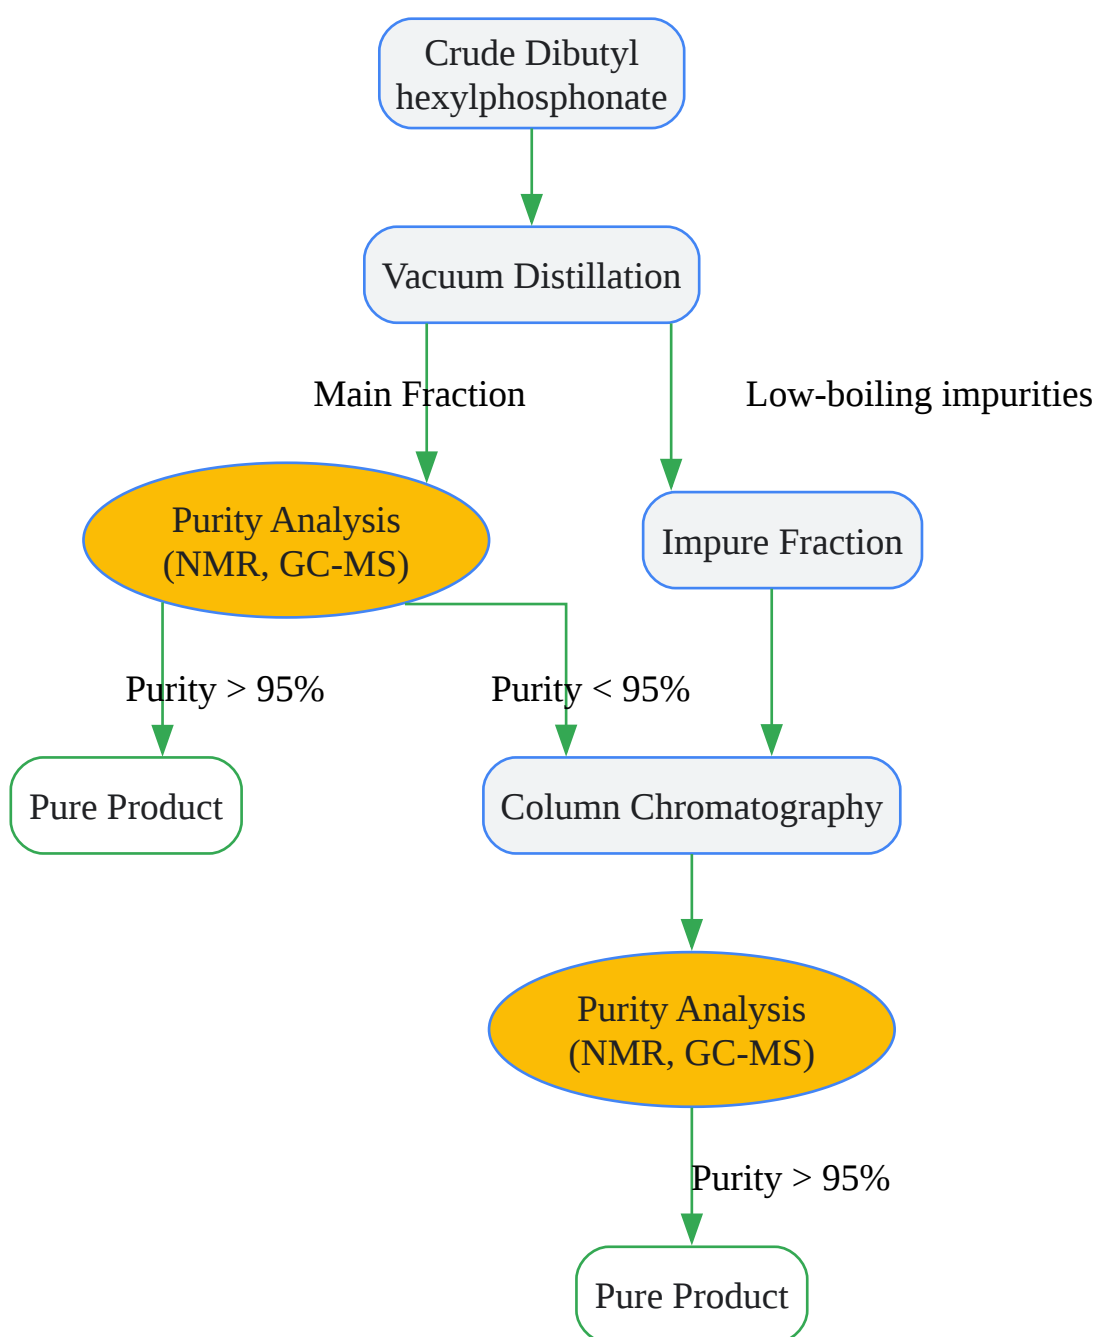 Crude Dibutyl
hexylphosphonate
Vacuum Distillation
Main Fraction
Low-boiling impurities
Purity Analysis
(NMR, GC-MS)
Impure Fraction
Purity > 95%
Purity < 95%
Pure Product
Column Chromatography
Purity Analysis
(NMR, GC-MS)
Purity > 95%
Pure Product